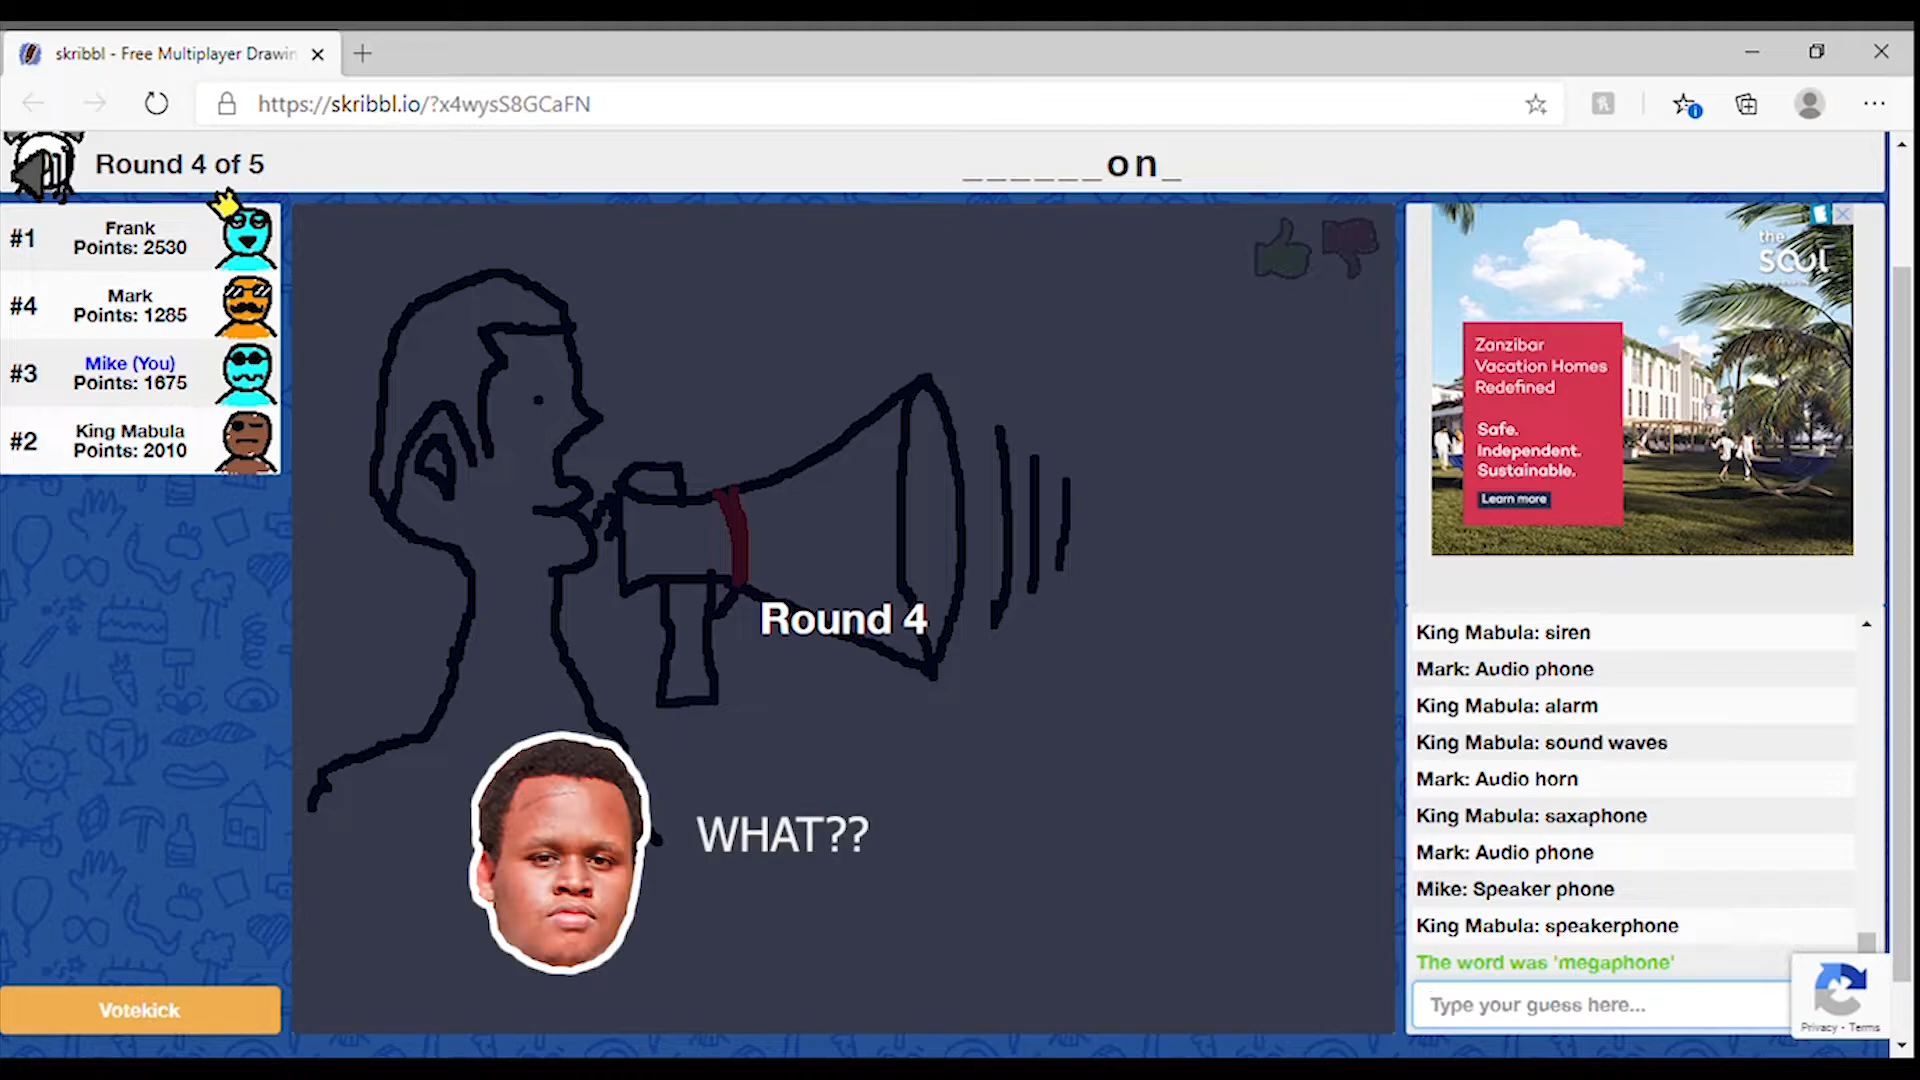 skribbl - Free Multiplayer Drawin
https://skribbl.io/?x4wysS8GCaFN
Round 4 of 5
______on_
#1
Frank
Points: 2530
#4
Mark
Points: 1285
#3
Mike (You)
Points: 1675
#2
King Mabula
Points: 2010
Votekick
Round 4
WHAT??
the
SOUL
Zanzibar
Vacation Homes
Redefined
Safe.
Independent.
Sustainable.
Learn more
King Mabula: siren
Mark: Audio phone
King Mabula: alarm
King Mabula: sound waves
Mark: Audio horn
King Mabula: saxaphone
Mark: Audio phone
Mike: Speaker phone
King Mabula: speakerphone
The word was 'megaphone'
Type your guess here...
Privacy - Terms